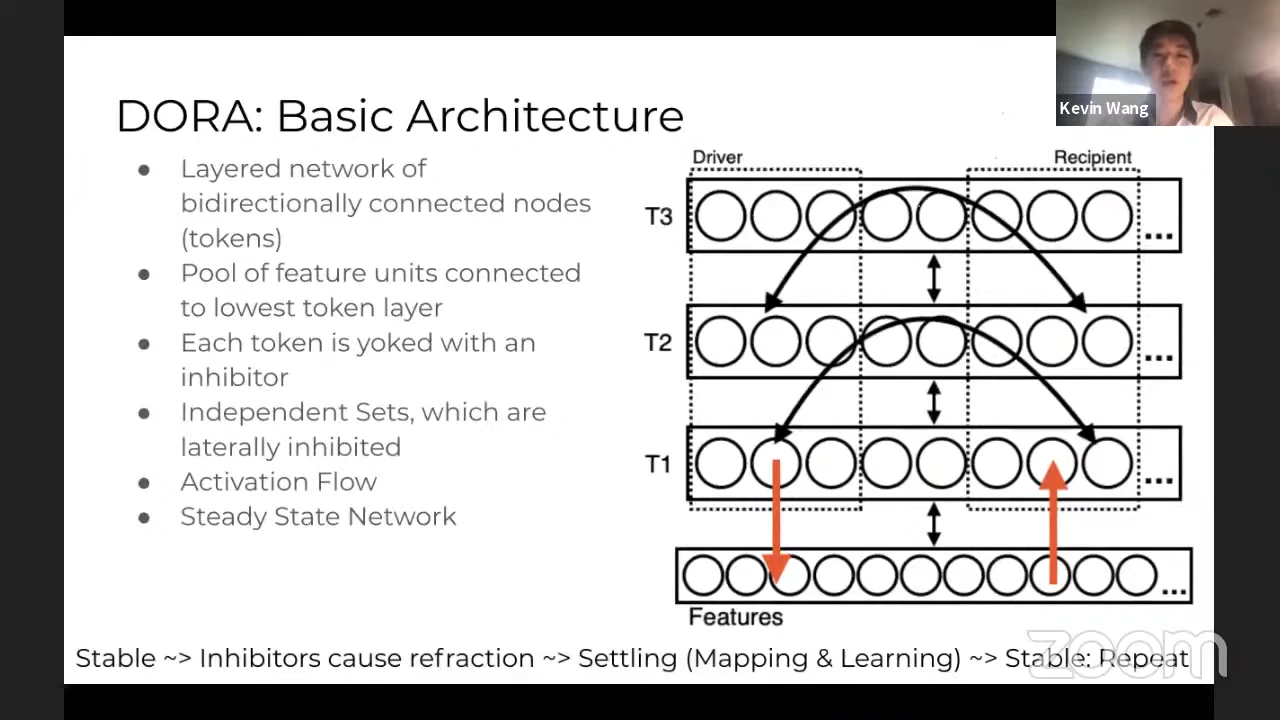 Kevin Wang
DORA: Basic Architecture
● Layered network of
bidirectionally connected nodes
(tokens)
● Pool of feature units connected
to lowest token layer
● Each token is yoked with an
inhibitor
● Independent Sets, which are
laterally inhibited
● Activation Flow
● Steady State Network
Driver
Recipient
T3
...
T2
...
T1
...
...
Features
Stable ~> Inhibitors cause refraction ~> Settling (Mapping & Learning) ~> Stable: Repeat
zoom